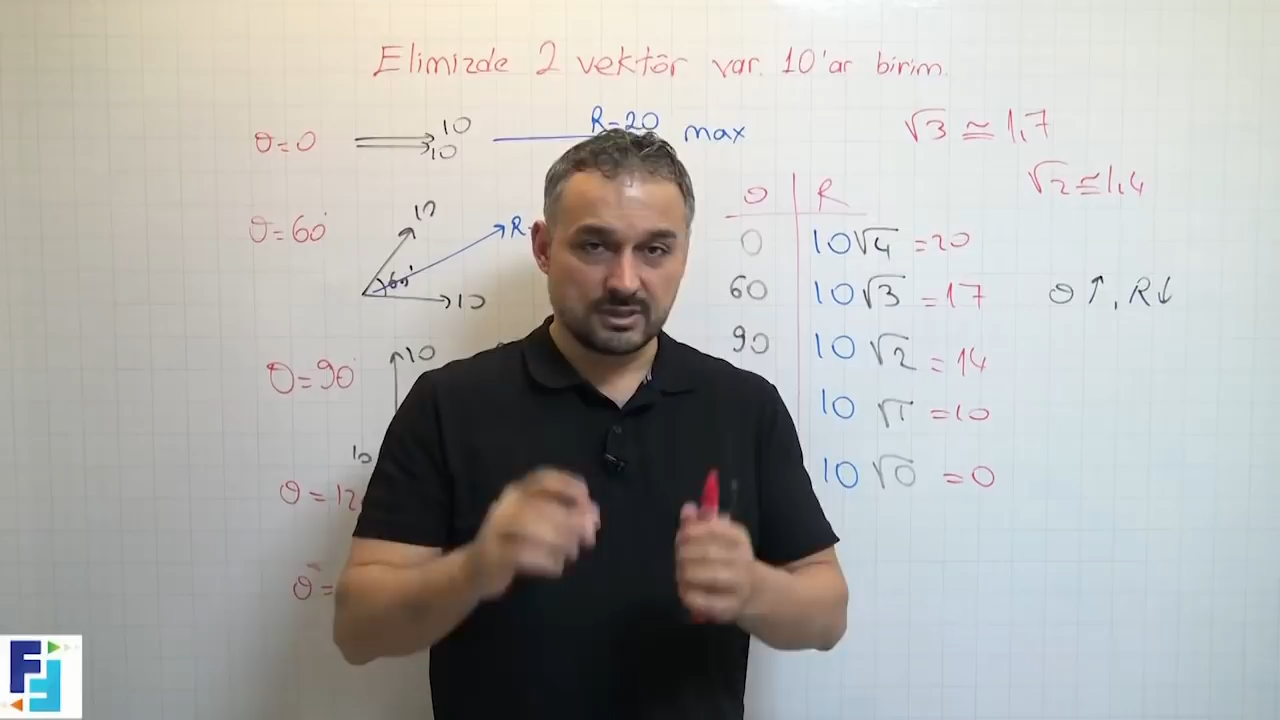 Elimizde 2 vektör var. 10'ar birim.
θ=0 10 10 R=20 max
√3 ≅ 1,7
√2 ≅ 1,4
θ=60° 10 60° 10 R
θ | R
0 | 10√4 =20
60 | 10√3 =17
90 | 10√2 =14
10√1 =10
10√0 =0
θ↑, R↓
θ=90° 10
10
θ=12
θ=